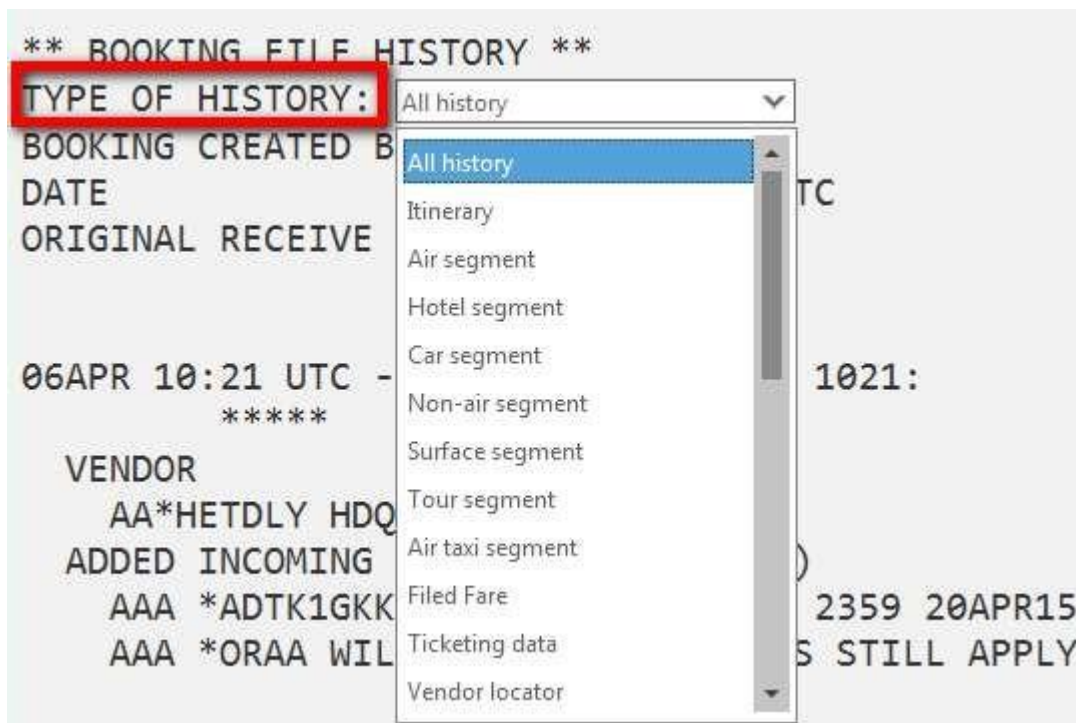 ** BOOKING FILE HISTORY **
TYPE OF HISTORY: All history
BOOKING CREATED B
DATE TC
ORIGINAL RECEIVE
All history
Itinerary
Air segment
Hotel segment
Car segment
Non-air segment
Surface segment
Tour segment
Air taxi segment
Filed Fare
Ticketing data
Vendor locator
06APR 10:21 UTC - 1021:
*****
VENDOR
AA*HETDLY HDQ
ADDED INCOMING )
AAA *ADTK1GKK 2359 20APR15
AAA *ORAA WIL S STILL APPLY